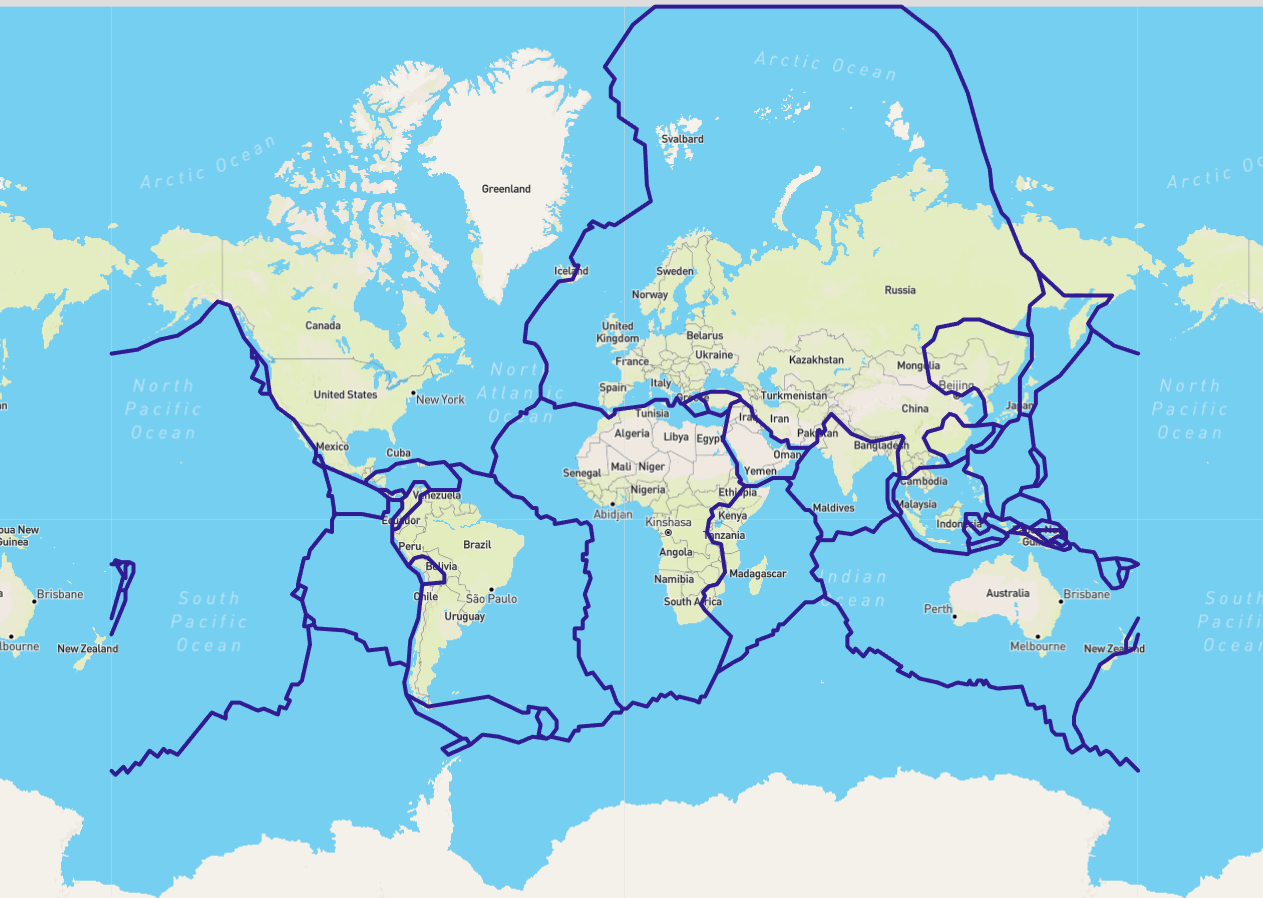 Arctic Ocean
Svalbard
Arctic Ocean
Arctic Oc
Greenland
Iceland
Sweden
Russia
Norway
Canada
United
Kingdom
Belarus
Ukraine
France
Kazakhstan
Mongolia
North
Pacific
Ocean
North
Atlantic
Ocean
Spain
Italy
Greece
Turkmenistan
Beijing
North
Pacific
Ocean
United States
New York
Tunisia
China
Japan
Mexico
Cuba
Algeria
Libya
Egypt
Iraq
Iran
Pakistan
Bangladesh
Oman
Senegal
Mali
Niger
Yemen
Cambodia
Venezuela
Nigeria
Ethiopia
Maldives
Malaysia
Abidjan
Kenya
Ecuador
Kinshasa
Indonesia
pua New
Guinea
Tanzania
Peru
Brazil
Angola
Bolivia
Namibia
Madagascar
Indian
Ocean
Australia
Brisbane
Brisbane
South
Pacific
Ocean
Chile
São Paulo
South Africa
Perth
South
Pacifi
Ocea
Uruguay
lbourne
New Zealand
Melbourne
New Zealand